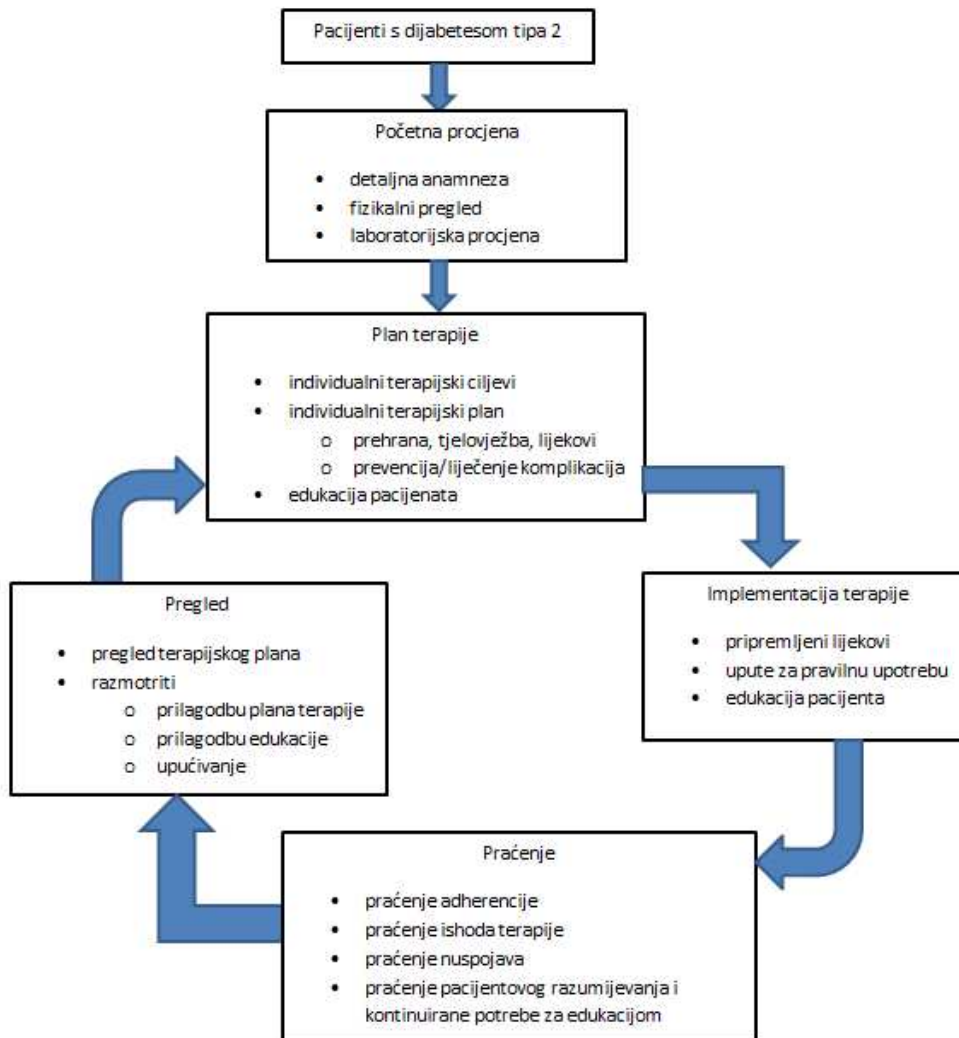 Pacijenti s dijabetesom tipa 2
Početna procjena
• detaljna anamneza
• fizikalni pregled
• laboratorijska procjena
Plan terapije
• individualni terapijski ciljevi
• individualni terapijski plan
o prehrana, tjelovježba, lijekovi
o prevencija/liječenje komplikacija
• edukacija pacijenata
Implementacija terapije
• pripremljeni lijekovi
• upute za pravilnu upotrebu
• edukacija pacijenta
Praćenje
• praćenje adherencije
• praćenje ishoda terapije
• praćenje nuspojava
• praćenje pacijentovog razumijevanja i
kontinuirane potrebe za edukacijom
Pregled
• pregled terapijskog plana
• razmotriti
o prilagodbu plana terapije
o prilagodbu edukacije
o upućivanje